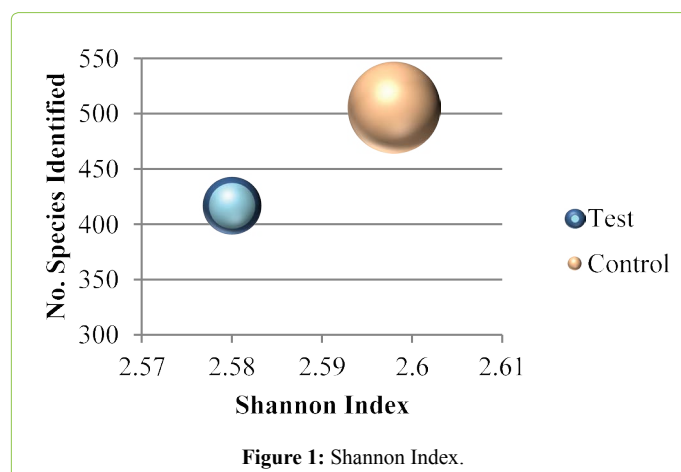 550
500
450
400
350
300
No. Species Identified
2.57 2.58 2.59 2.6 2.61
Shannon Index
Test
Control
Figure 1: Shannon Index.